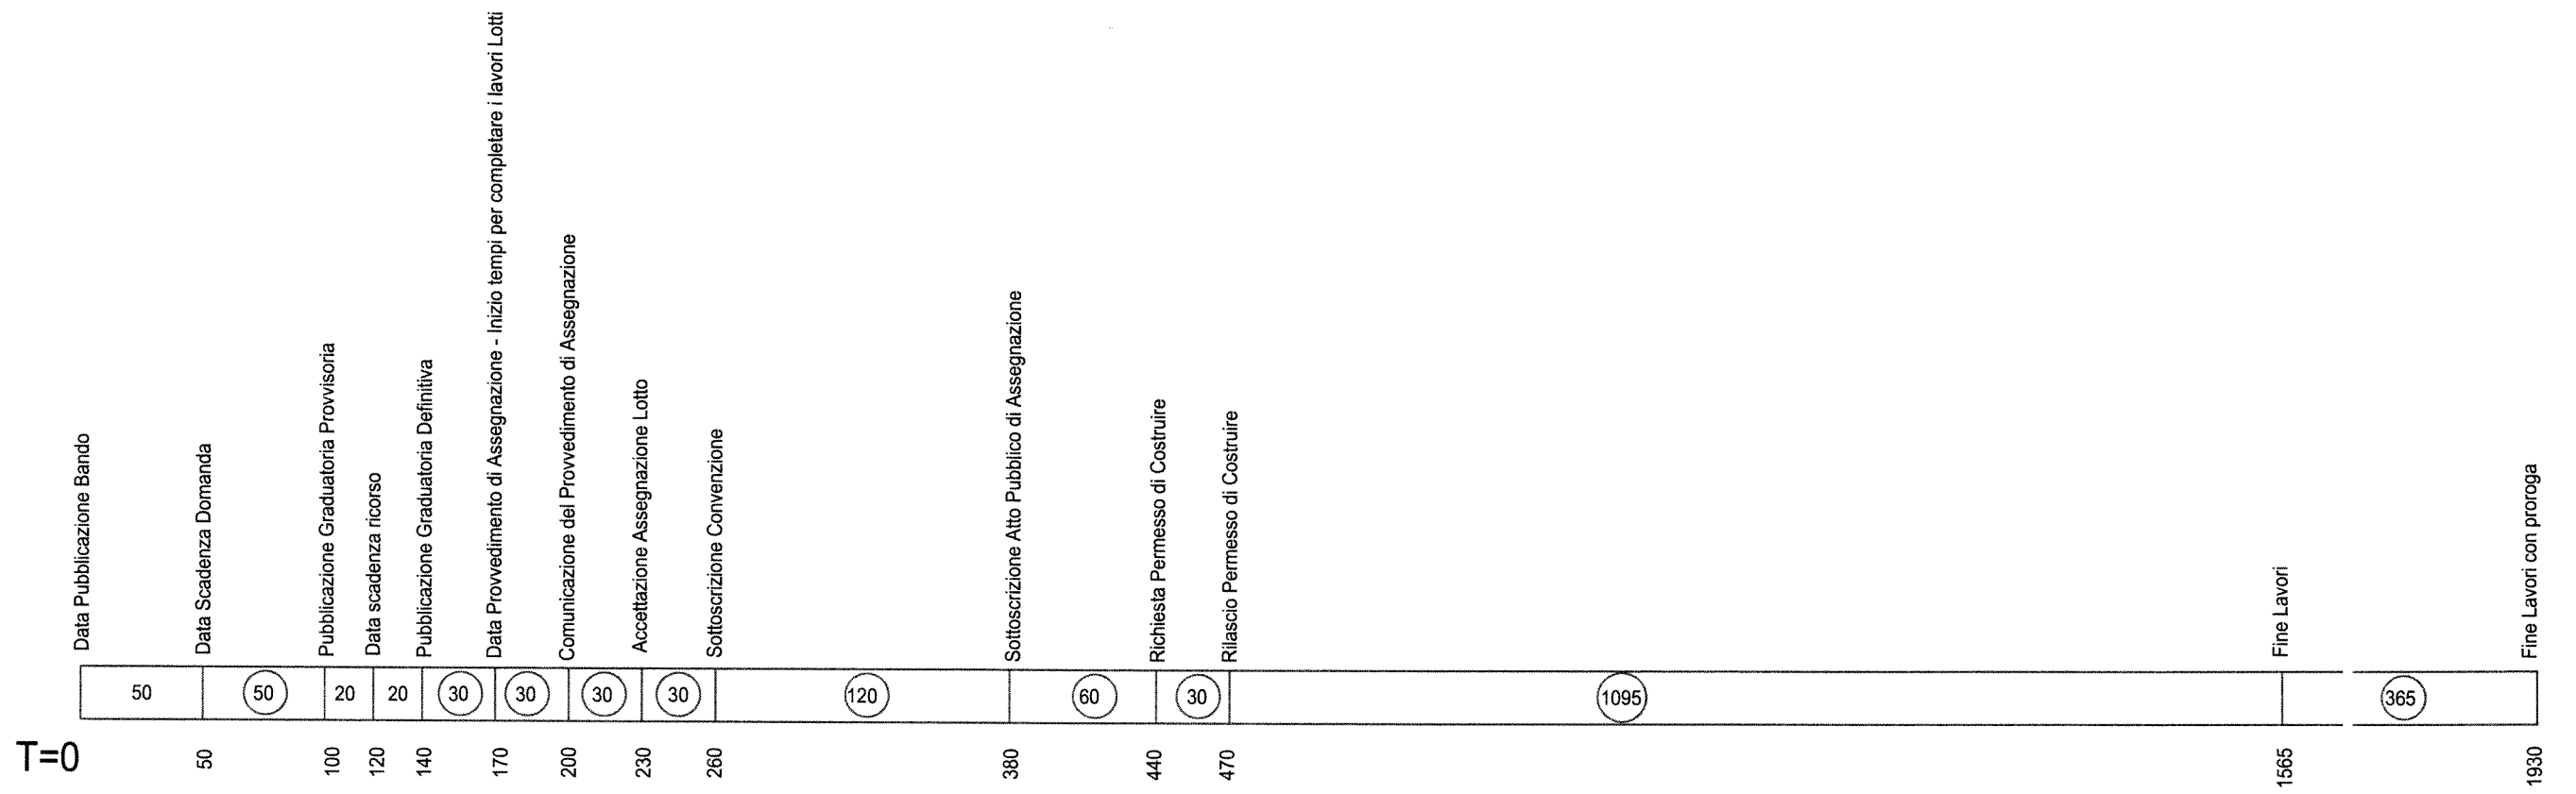 Data Pubblicazione Bando
Data Scadenza Domanda
Pubblicazione Graduatoria Provvisoria
Data scadenza ricorso
Pubblicazione Graduatoria Definitiva
Data Provvedimento di Assegnazione - Inizio tempi per completare i lavori Lotti
Comunicazione del Provvedimento di Assegnazione
Accettazione Assegnazione Lotto
Sottoscrizione Convenzione
Sottoscrizione Atto Pubblico di Assegnazione
Richiesta Permesso di Costruire
Rilascio Permesso di Costruire
Fine Lavori
Fine Lavori con proroga
50 50 20 20 30 30 30 30 120 60 30 1095 365
T=0 50 100 120 140 170 200 230 260 380 440 470 1565 1930